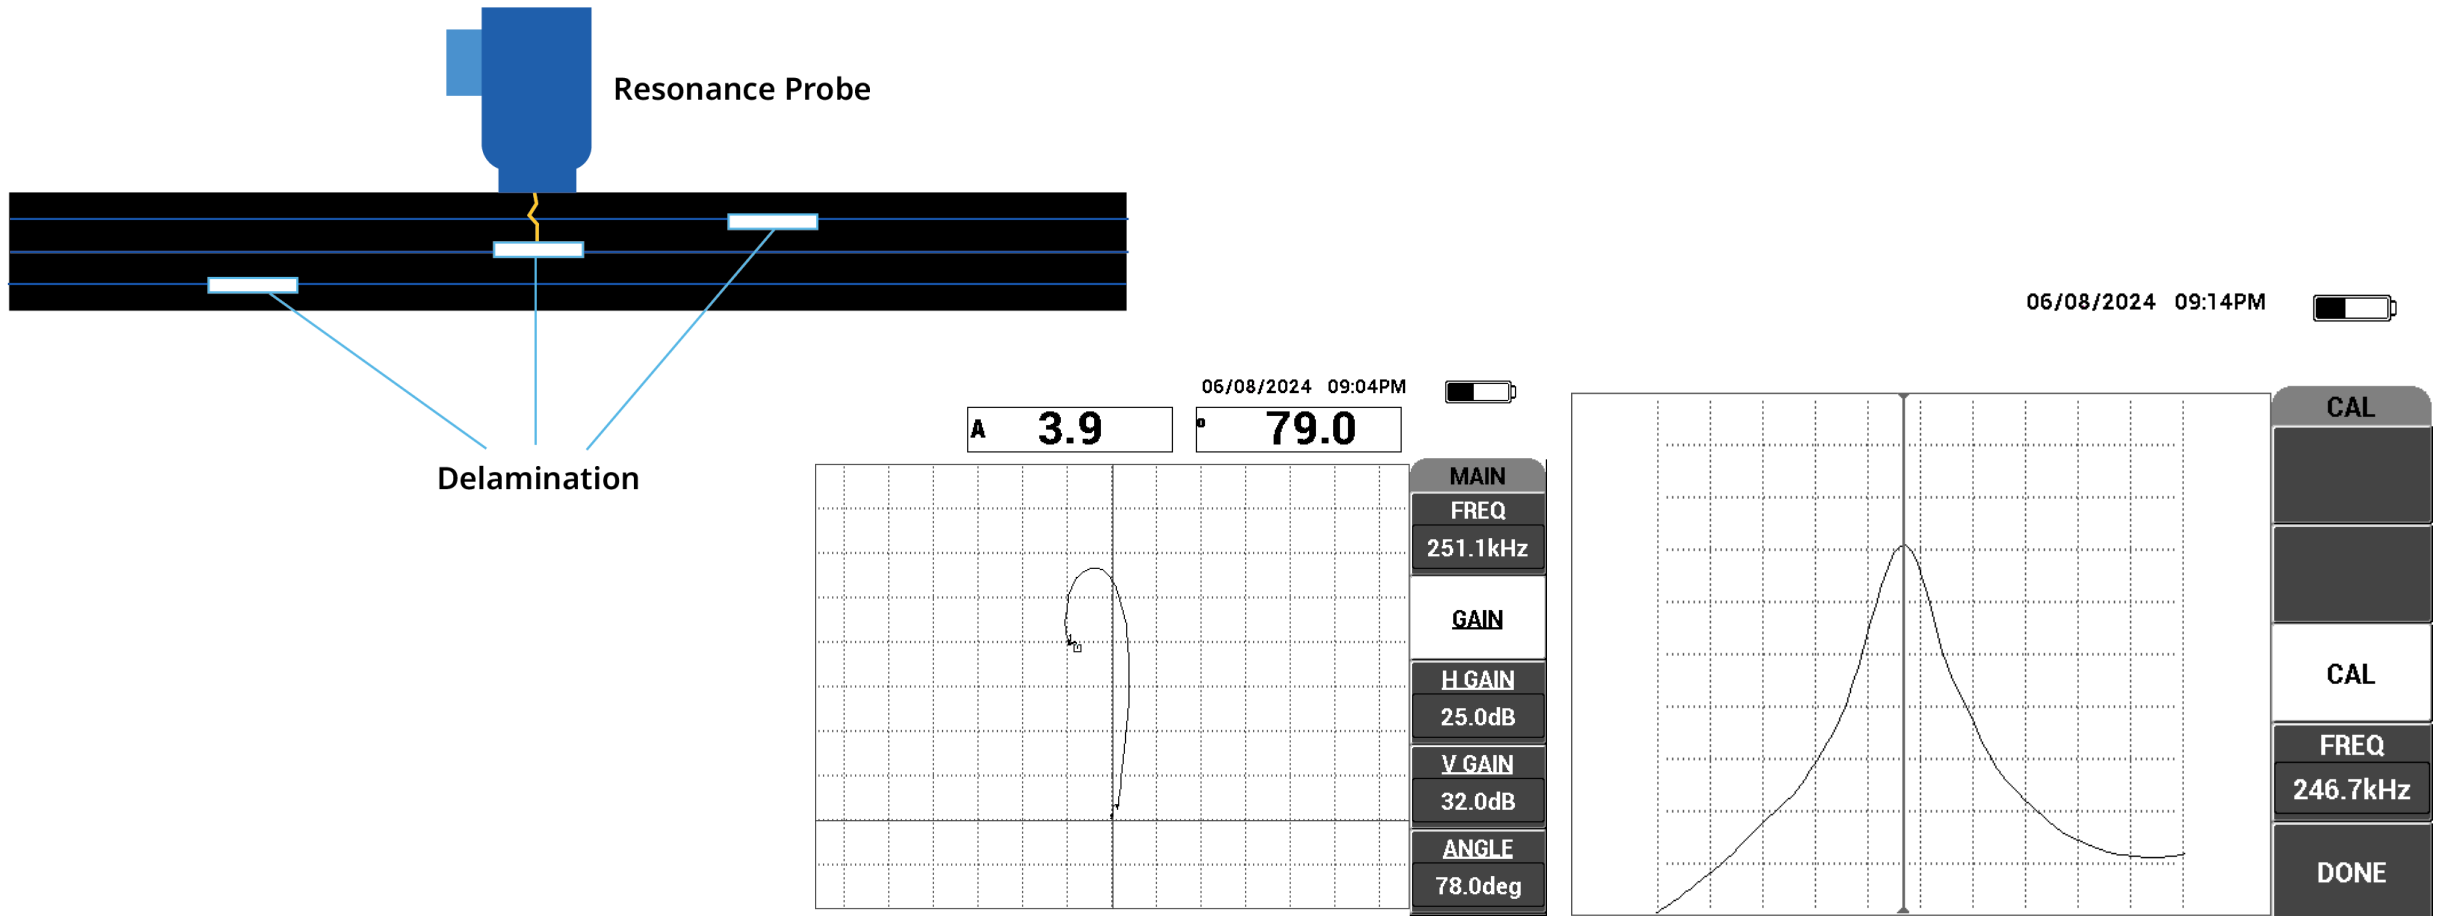 Resonance Probe
Delamination
06/08/2024 09:04PM
A 3.9
° 79.0
MAIN
FREQ
251.1kHz
GAIN
H GAIN
25.0dB
V GAIN
32.0dB
ANGLE
78.0deg
06/08/2024 09:14PM
CAL
CAL
FREQ
246.7kHz
DONE